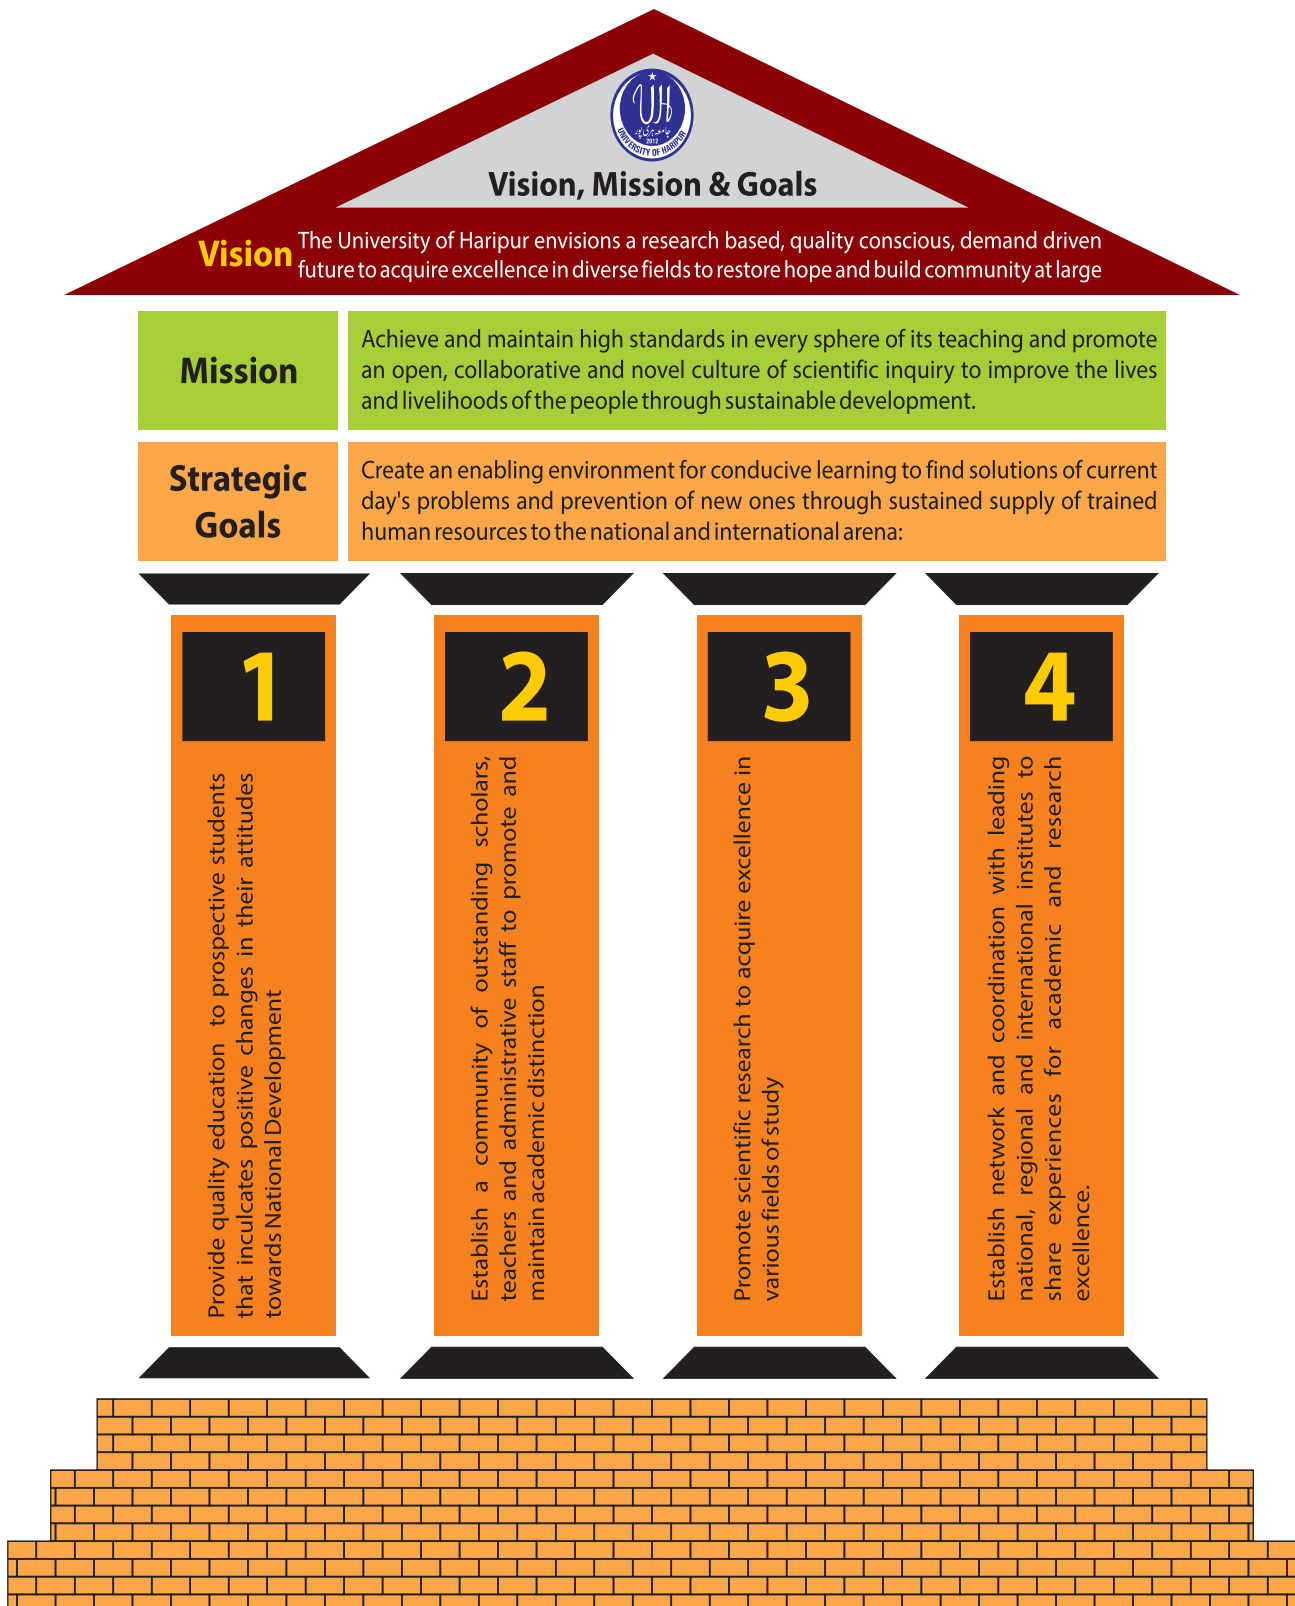 UH
جامعہ ہری پور
2012
UNIVERSITY OF HARIPUR
Vision, Mission & Goals
Vision
The University of Haripur envisions a research based, quality conscious, demand driven
future to acquire excellence in diverse fields to restore hope and build community at large
Mission
Achieve and maintain high standards in every sphere of its teaching and promote
an open, collaborative and novel culture of scientific inquiry to improve the lives
and livelihoods of the people through sustainable development.
Strategic
Goals
Create an enabling environment for conducive learning to find solutions of current
day's problems and prevention of new ones through sustained supply of trained
human resources to the national and international arena:
1
Provide quality education to prospective students
that inculcates positive changes in their attitudes
towards National Development
2
Establish a community of outstanding scholars,
teachers and administrative staff to promote and
maintain academic distinction
3
Promote scientific research to acquire excellence in
various fields of study
4
Establish network and coordination with leading
national, regional and international institutes to
share experiences for academic and research
excellence.